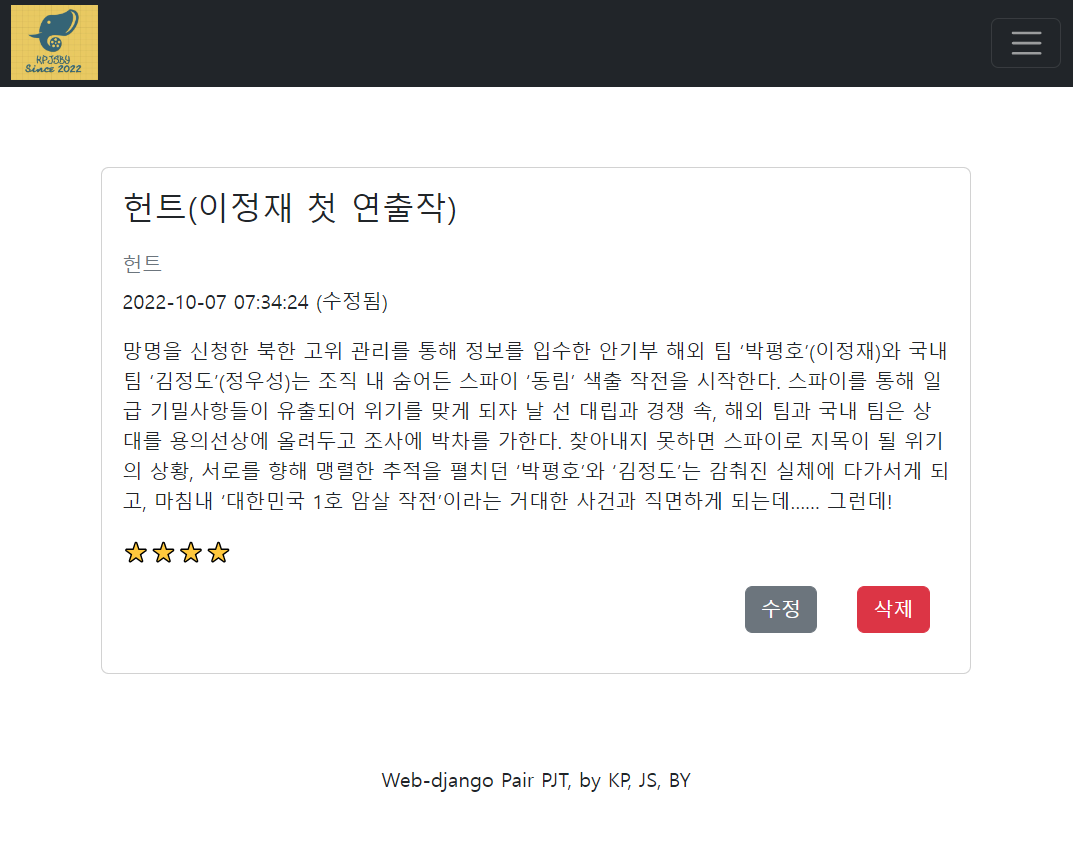 KPJSBY
Since 2022
헌트(이정재 첫 연출작)
헌트
2022-10-07 07:34:24 (수정됨)
망명을 신청한 북한 고위 관리를 통해 정보를 입수한 안기부 해외 팀 ‘박평호’(이정재)와 국내
팀 ‘김정도’(정우성)는 조직 내 숨어든 스파이 ‘동림’ 색출 작전을 시작한다. 스파이를 통해 일
급 기밀사항들이 유출되어 위기를 맞게 되자 날 선 대립과 경쟁 속, 해외 팀과 국내 팀은 상
대를 용의선상에 올려두고 조사에 박차를 가한다. 찾아내지 못하면 스파이로 지목이 될 위기
의 상황, 서로를 향해 맹렬한 추적을 펼치던 ‘박평호’와 ‘김정도’는 감춰진 실체에 다가서게 되
고, 마침내 ‘대한민국 1호 암살 작전’이라는 거대한 사건과 직면하게 되는데…… 그런데!
수정 삭제
Web-django Pair PJT, by KP, JS, BY